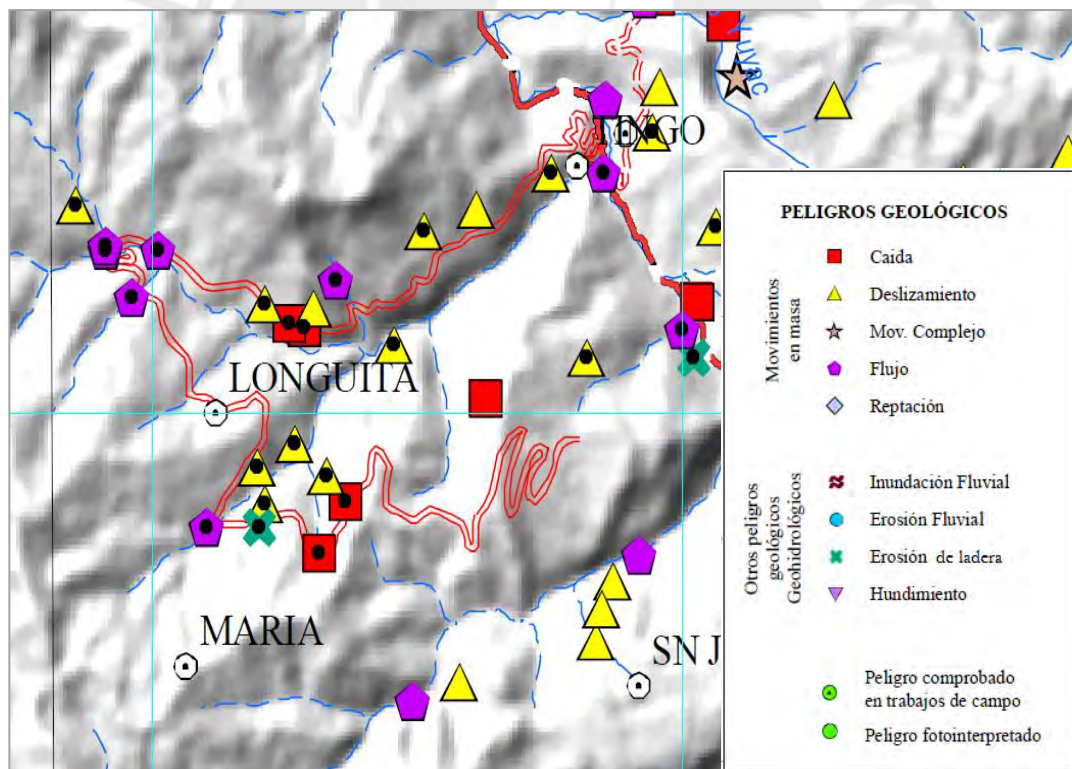 Yuyac
TINGO
LONGUITA
MARIA
SN J
PELIGROS GEOLÓGICOS
Movimientos
en masa
Caida
Deslizamiento
Mov. Complejo
Flujo
Reptación
Otros peligros
geológicos
Geohidrológicos
Inundación Fluvial
Erosión Fluvial
Erosión de ladera
Hundimiento
Peligro comprobado
en trabajos de campo
Peligro fotointerpretado